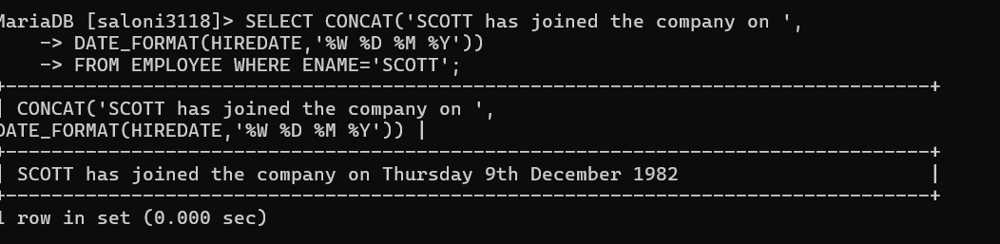 MariaDB [saloni3118]> SELECT CONCAT('SCOTT has joined the company on ',
    -> DATE_FORMAT(HIREDATE,'%W %D %M %Y'))
    -> FROM EMPLOYEE WHERE ENAME='SCOTT';
+---------------------------------------------------------------------------------+
| CONCAT('SCOTT has joined the company on ',
DATE_FORMAT(HIREDATE,'%W %D %M %Y')) |
+---------------------------------------------------------------------------------+
| SCOTT has joined the company on Thursday 9th December 1982                      |
+---------------------------------------------------------------------------------+
1 row in set (0.000 sec)